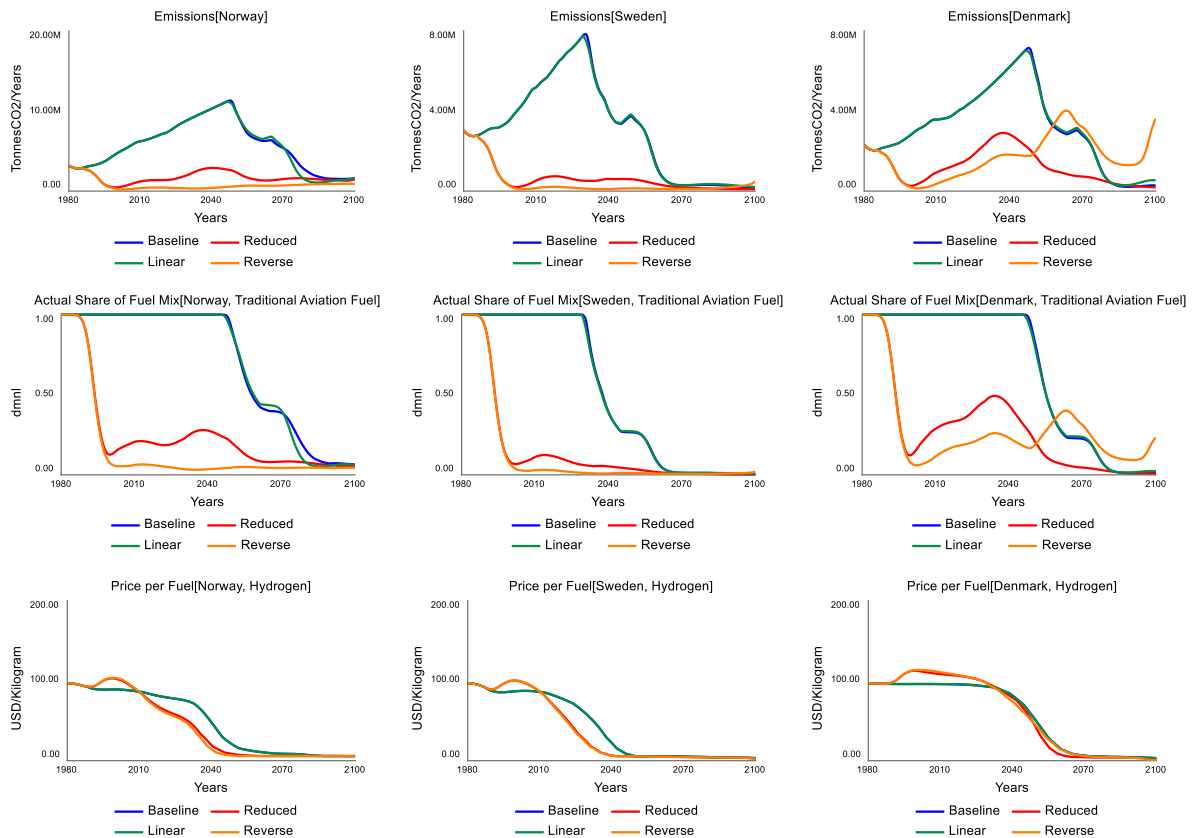 Emissions[Norway]
Emissions[Sweden]
Emissions[Denmark]
TonnesCO2/Years
20.00M
10.00M
0.00
1980
2010
2040
2070
2100
Years
Baseline
Reduced
Linear
Reverse
TonnesCO2/Years
8.00M
4.00M
0.00
1980
2010
2040
2070
2100
Years
Baseline
Reduced
Linear
Reverse
TonnesCO2/Years
8.00M
4.00M
0.00
1980
2010
2040
2070
2100
Years
Baseline
Reduced
Linear
Reverse
Actual Share of Fuel Mix[Norway, Traditional Aviation Fuel]
Actual Share of Fuel Mix[Sweden, Traditional Aviation Fuel]
Actual Share of Fuel Mix[Denmark, Traditional Aviation Fuel]
dmnl
1.00
0.50
0.00
1980
2010
2040
2070
2100
Years
Baseline
Reduced
Linear
Reverse
dmnl
1.00
0.50
0.00
1980
2010
2040
2070
2100
Years
Baseline
Reduced
Linear
Reverse
dmnl
1.00
0.50
0.00
1980
2010
2040
2070
2100
Years
Baseline
Reduced
Linear
Reverse
Price per Fuel[Norway, Hydrogen]
Price per Fuel[Sweden, Hydrogen]
Price per Fuel[Denmark, Hydrogen]
USD/Kilogram
200.00
100.00
0.00
1980
2010
2040
2070
2100
Years
Baseline
Reduced
Linear
Reverse
USD/Kilogram
200.00
100.00
0.00
1980
2010
2040
2070
2100
Years
Baseline
Reduced
Linear
Reverse
USD/Kilogram
200.00
100.00
0.00
1980
2010
2040
2070
2100
Years
Baseline
Reduced
Linear
Reverse